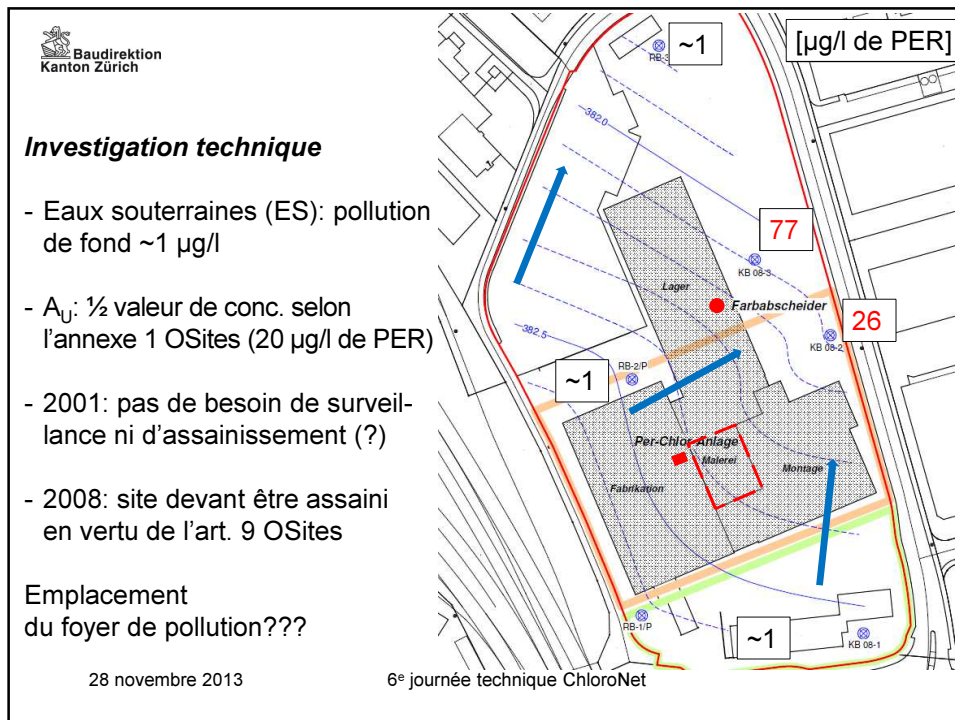 Baudirektion
Kanton Zürich
Investigation technique
- Eaux souterraines (ES): pollution
de fond ~1 µg/l
- AU: ½ valeur de conc. selon
l'annexe 1 OSites (20 µg/l de PER)
- 2001: pas de besoin de surveil-
lance ni d'assainissement (?)
- 2008: site devant être assaini
en vertu de l'art. 9 OSites
Emplacement
du foyer de pollution???
[µg/l de PER]
~1
RB-3
382.0
77
KB 08-3
Lager
Farbabscheider
26
KB 08-2
382.5
RB-2/P
~1
Per-Chlor-Anlage
Malerei
Montage
Fabrikation
RB-1/P
~1
KB 08-1
28 novembre 2013
6e journée technique ChloroNet